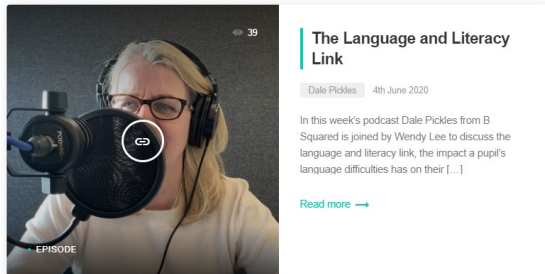 39
EPISODE
The Language and Literacy
Link
Dale Pickles 4th June 2020
In this week's podcast Dale Pickles from B
Squared is joined by Wendy Lee to discuss the
language and literacy link, the impact a pupil's
language difficulties has on their [...]
Read more